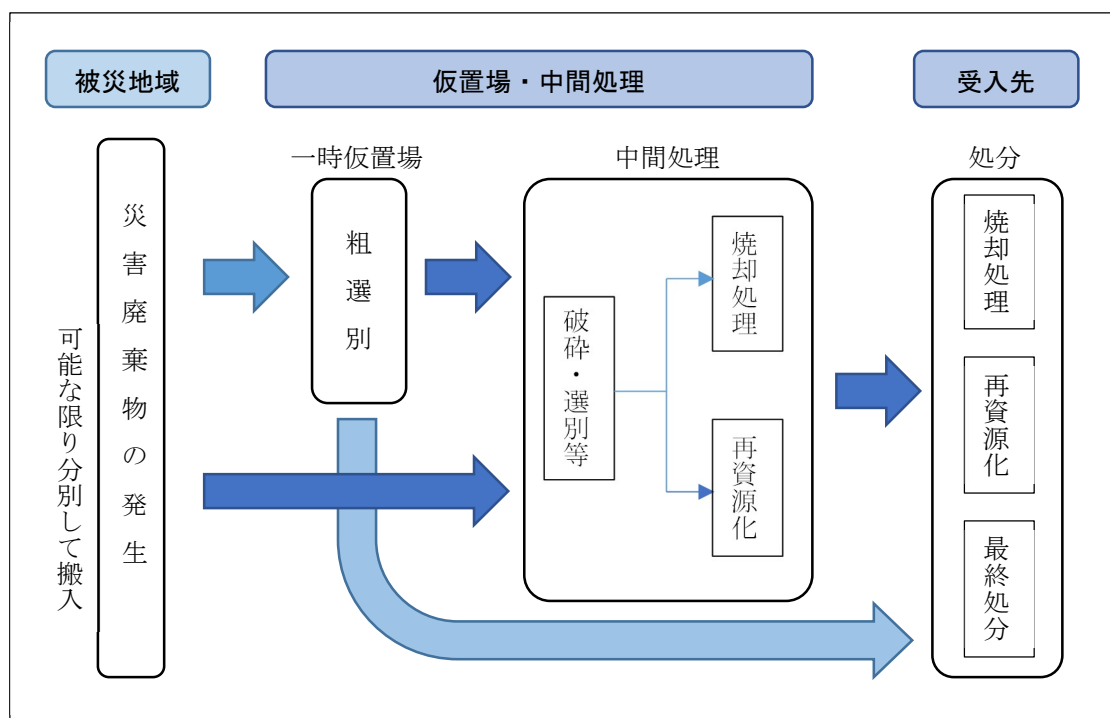 被災地域
仮置場・中間処理
受入先
可能な限り分別して搬入
災害廃棄物の発生
一時仮置場
粗選別
中間処理
破砕・選別等
焼却処理
再資源化
処分
焼却処理
再資源化
最終処分